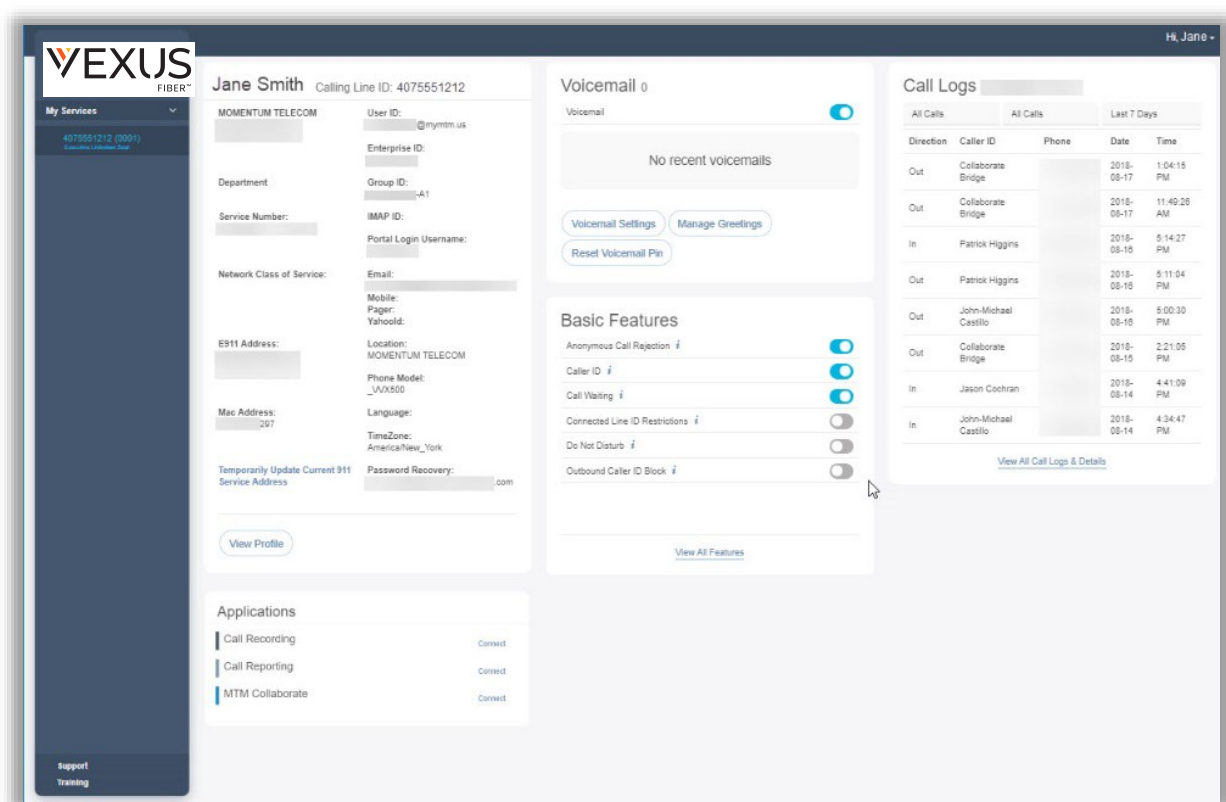 Hi, Jane
VEXUS
FIBER™
My Services
4075551212 (0001)
Executive Unlimited Seat
Support
Training
Jane Smith Calling Line ID: 4075551212
MOMENTUM TELECOM
User ID:
@mymtm.us
Enterprise ID:
Department
Group ID:
-A1
Service Number:
IMAP ID:
Portal Login Username:
Network Class of Service:
Email:
Mobile:
Pager:
YahooId:
E911 Address:
Location:
MOMENTUM TELECOM
Phone Model:
_VVX500
Mac Address:
297
Language:
TimeZone:
America/New_York
Temporarily Update Current 911
Service Address
Password Recovery:
.com
View Profile
Applications
Call Recording Connect
Call Reporting Connect
MTM Collaborate Connect
Voicemail 0
Voicemail
No recent voicemails
Voicemail Settings Manage Greetings
Reset Voicemail Pin
Basic Features
Anonymous Call Rejection i
Caller ID i
Call Waiting i
Connected Line ID Restrictions i
Do Not Disturb i
Outbound Caller ID Block i
View All Features
Call Logs
All Calls All Calls Last 7 Days
Direction Caller ID Phone Date Time
Out Collaborate Bridge 2018-08-17 1:04:15 PM
Out Collaborate Bridge 2018-08-17 11:49:26 AM
In Patrick Higgins 2018-08-16 5:14:27 PM
Out Patrick Higgins 2018-08-16 5:11:04 PM
Out John-Michael Castillo 2018-08-16 5:00:30 PM
Out Collaborate Bridge 2018-08-15 2:21:05 PM
In Jason Cochran 2018-08-14 4:41:09 PM
In John-Michael Castillo 2018-08-14 4:34:47 PM
View All Call Logs & Details